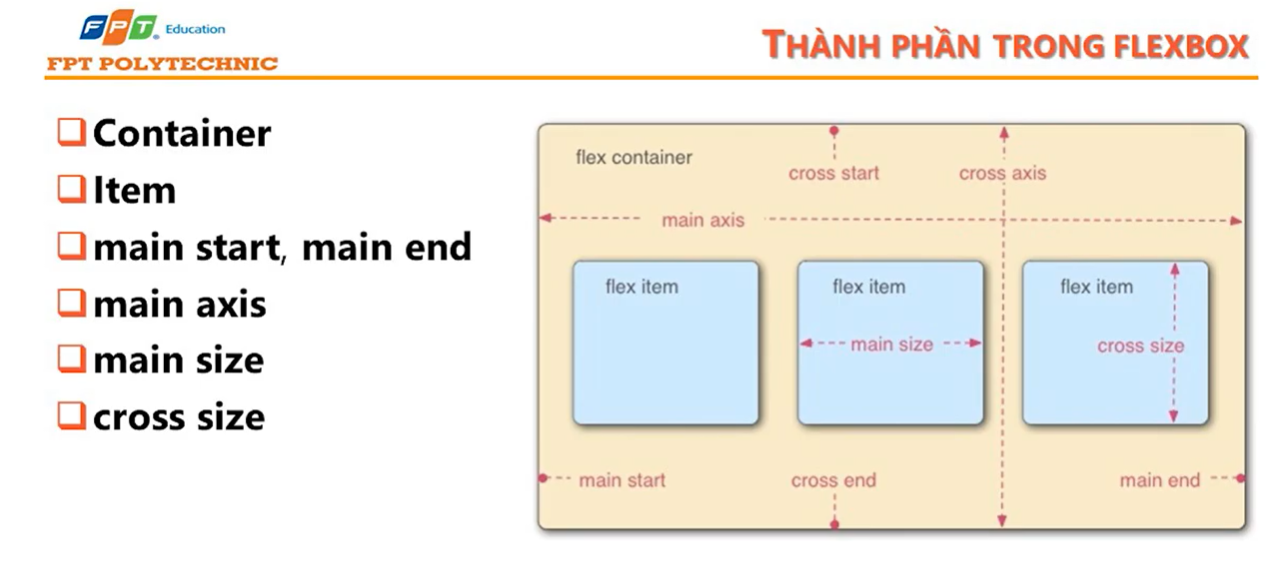 FPT Education
FPT POLYTECHNIC
THÀNH PHẦN TRONG FLEXBOX
Container
Item
main start, main end
main axis
main size
cross size
flex container
cross start
cross axis
main axis
flex item
flex item
flex item
main size
cross size
main start
cross end
main end